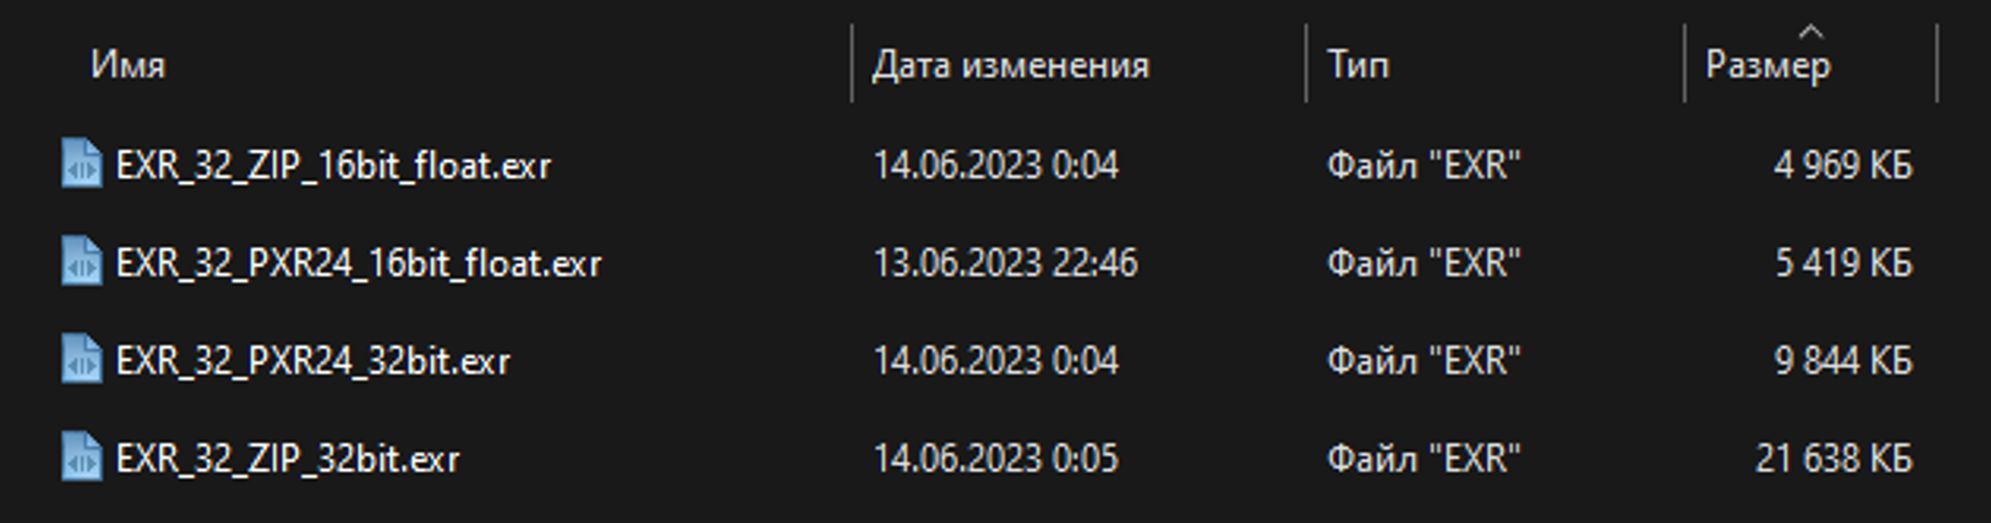 Имя Дата изменения Тип Размер
EXR_32_ZIP_16bit_float.exr 14.06.2023 0:04 Файл "EXR" 4 969 КБ
EXR_32_PXR24_16bit_float.exr 13.06.2023 22:46 Файл "EXR" 5 419 КБ
EXR_32_PXR24_32bit.exr 14.06.2023 0:04 Файл "EXR" 9 844 КБ
EXR_32_ZIP_32bit.exr 14.06.2023 0:05 Файл "EXR" 21 638 КБ